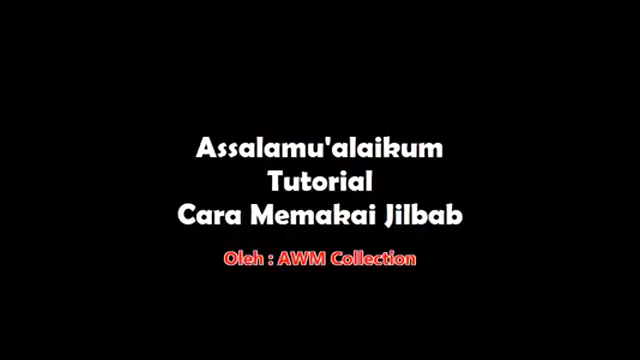 Assalamu'alaikum
Tutorial
Cara Memakai Jilbab
Oleh : AWM Collection